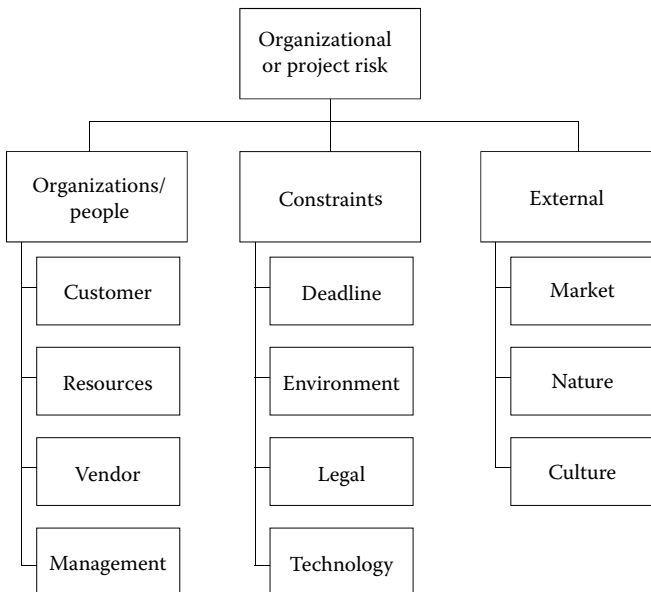 Organizational
or project risk
Organizations/
people
Constraints
External
Customer
Deadline
Market
Resources
Environment
Nature
Vendor
Legal
Culture
Management
Technology